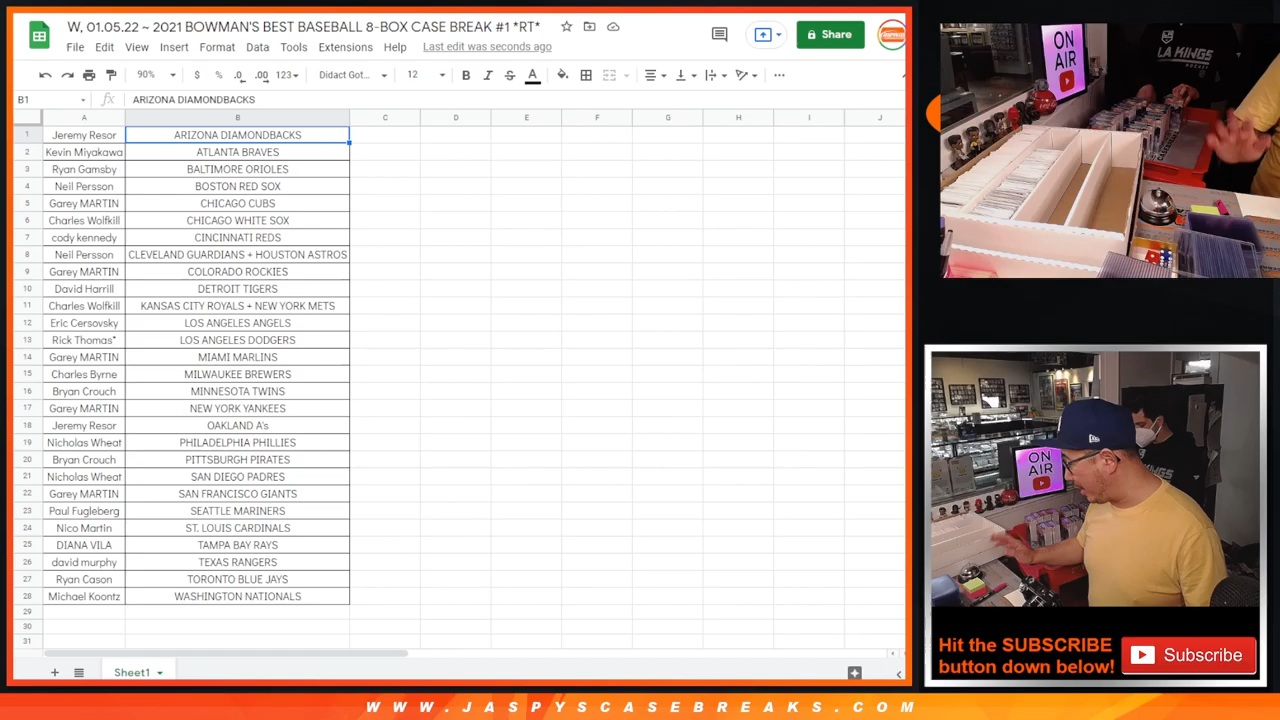 W, 01.05.22 ~ 2021 BOWMAN'S BEST BASEBALL 8-BOX CASE BREAK #1 *RT*
File Edit View Insert Format Data Tools Extensions Help Last edit was seconds ago
Share
90% $ % .0 .00 123 Didact Got... 12 B I S A
B1 fx ARIZONA DIAMONDBACKS
A B C D E F G H I J
1 Jeremy Resor ARIZONA DIAMONDBACKS
2 Kevin Miyakawa ATLANTA BRAVES
3 Ryan Gamsby BALTIMORE ORIOLES
4 Neil Persson BOSTON RED SOX
5 Garey MARTIN CHICAGO CUBS
6 Charles Wolfkill CHICAGO WHITE SOX
7 cody kennedy CINCINNATI REDS
8 Neil Persson CLEVELAND GUARDIANS + HOUSTON ASTROS
9 Garey MARTIN COLORADO ROCKIES
10 David Harrill DETROIT TIGERS
11 Charles Wolfkill KANSAS CITY ROYALS + NEW YORK METS
12 Eric Cersovsky LOS ANGELES ANGELS
13 Rick Thomas* LOS ANGELES DODGERS
14 Garey MARTIN MIAMI MARLINS
15 Charles Byrne MILWAUKEE BREWERS
16 Bryan Crouch MINNESOTA TWINS
17 Garey MARTIN NEW YORK YANKEES
18 Jeremy Resor OAKLAND A's
19 Nicholas Wheat PHILADELPHIA PHILLIES
20 Bryan Crouch PITTSBURGH PIRATES
21 Nicholas Wheat SAN DIEGO PADRES
22 Garey MARTIN SAN FRANCISCO GIANTS
23 Paul Fugleberg SEATTLE MARINERS
24 Nico Martin ST. LOUIS CARDINALS
25 DIANA VILA TAMPA BAY RAYS
26 david murphy TEXAS RANGERS
27 Ryan Cason TORONTO BLUE JAYS
28 Michael Koontz WASHINGTON NATIONALS
29
30
31
Sheet1
ON
AIR
LA KINGS
HOCKEY
ON
AIR
KINGS
Hit the SUBSCRIBE
button down below!
Subscribe
WWW.JASPYSCASEBREAKS.COM